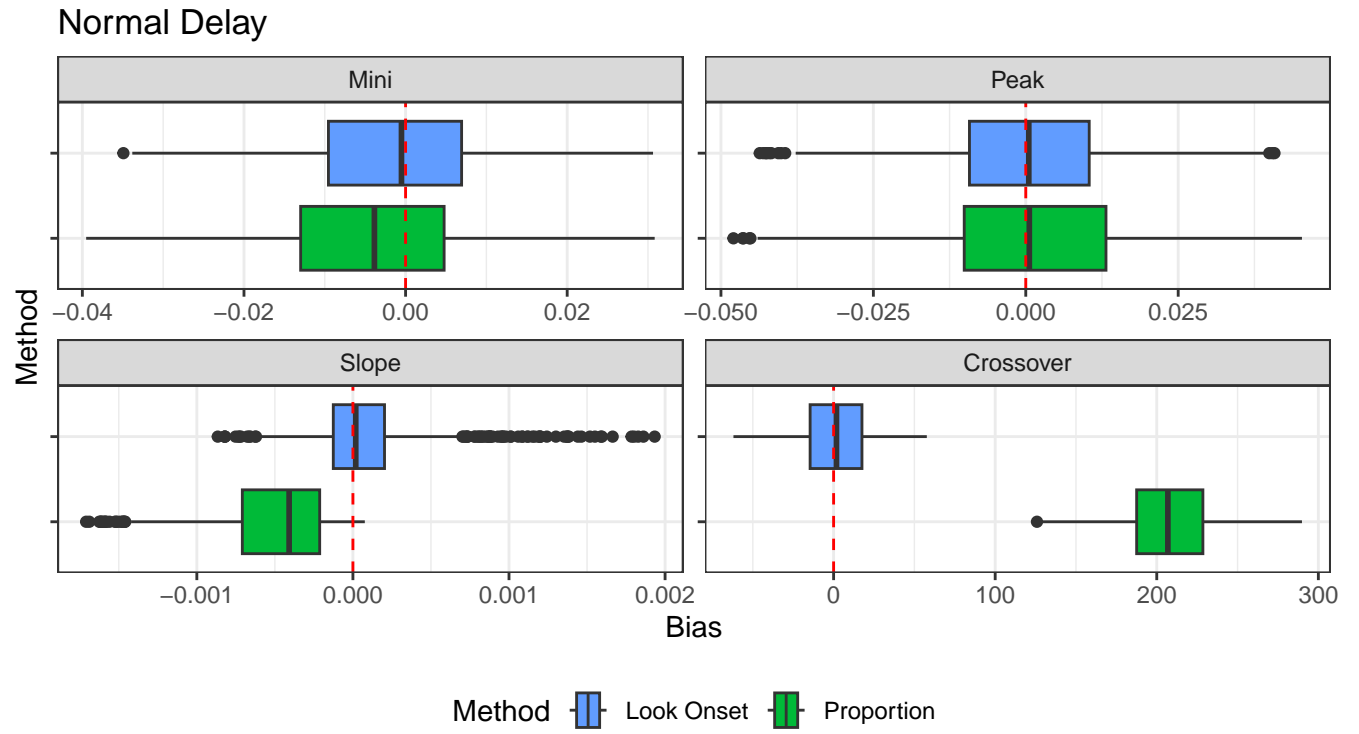 Normal Delay
Mini
Peak
−0.04 −0.02 0.00 0.02
−0.050 −0.025 0.000 0.025
Method
Slope
Crossover
−0.001 0.000 0.001 0.002
0 100 200 300
Bias
Method Look Onset Proportion